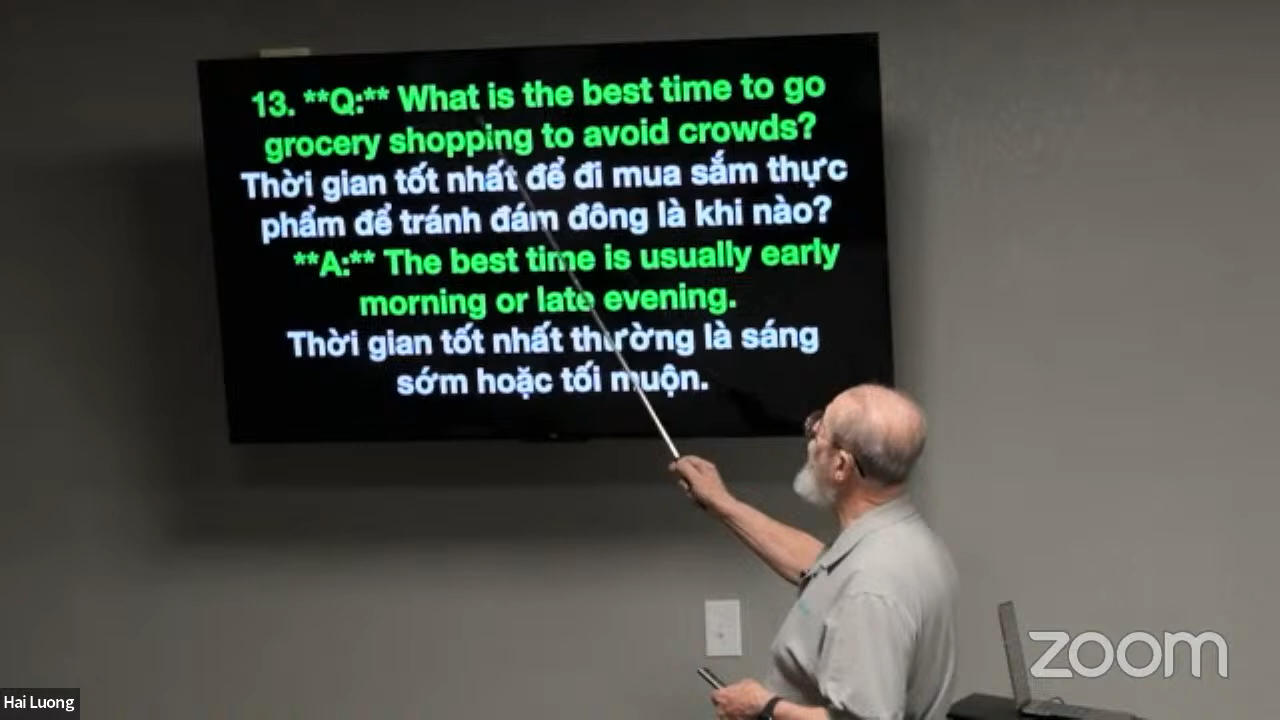 13. **Q:** What is the best time to go
grocery shopping to avoid crowds?
Thời gian tốt nhất để đi mua sắm thực
phẩm để tránh đám đông là khi nào?
**A:** The best time is usually early
morning or late evening.
Thời gian tốt nhất thường là sáng
sớm hoặc tối muộn.
zoom
Hai Luong